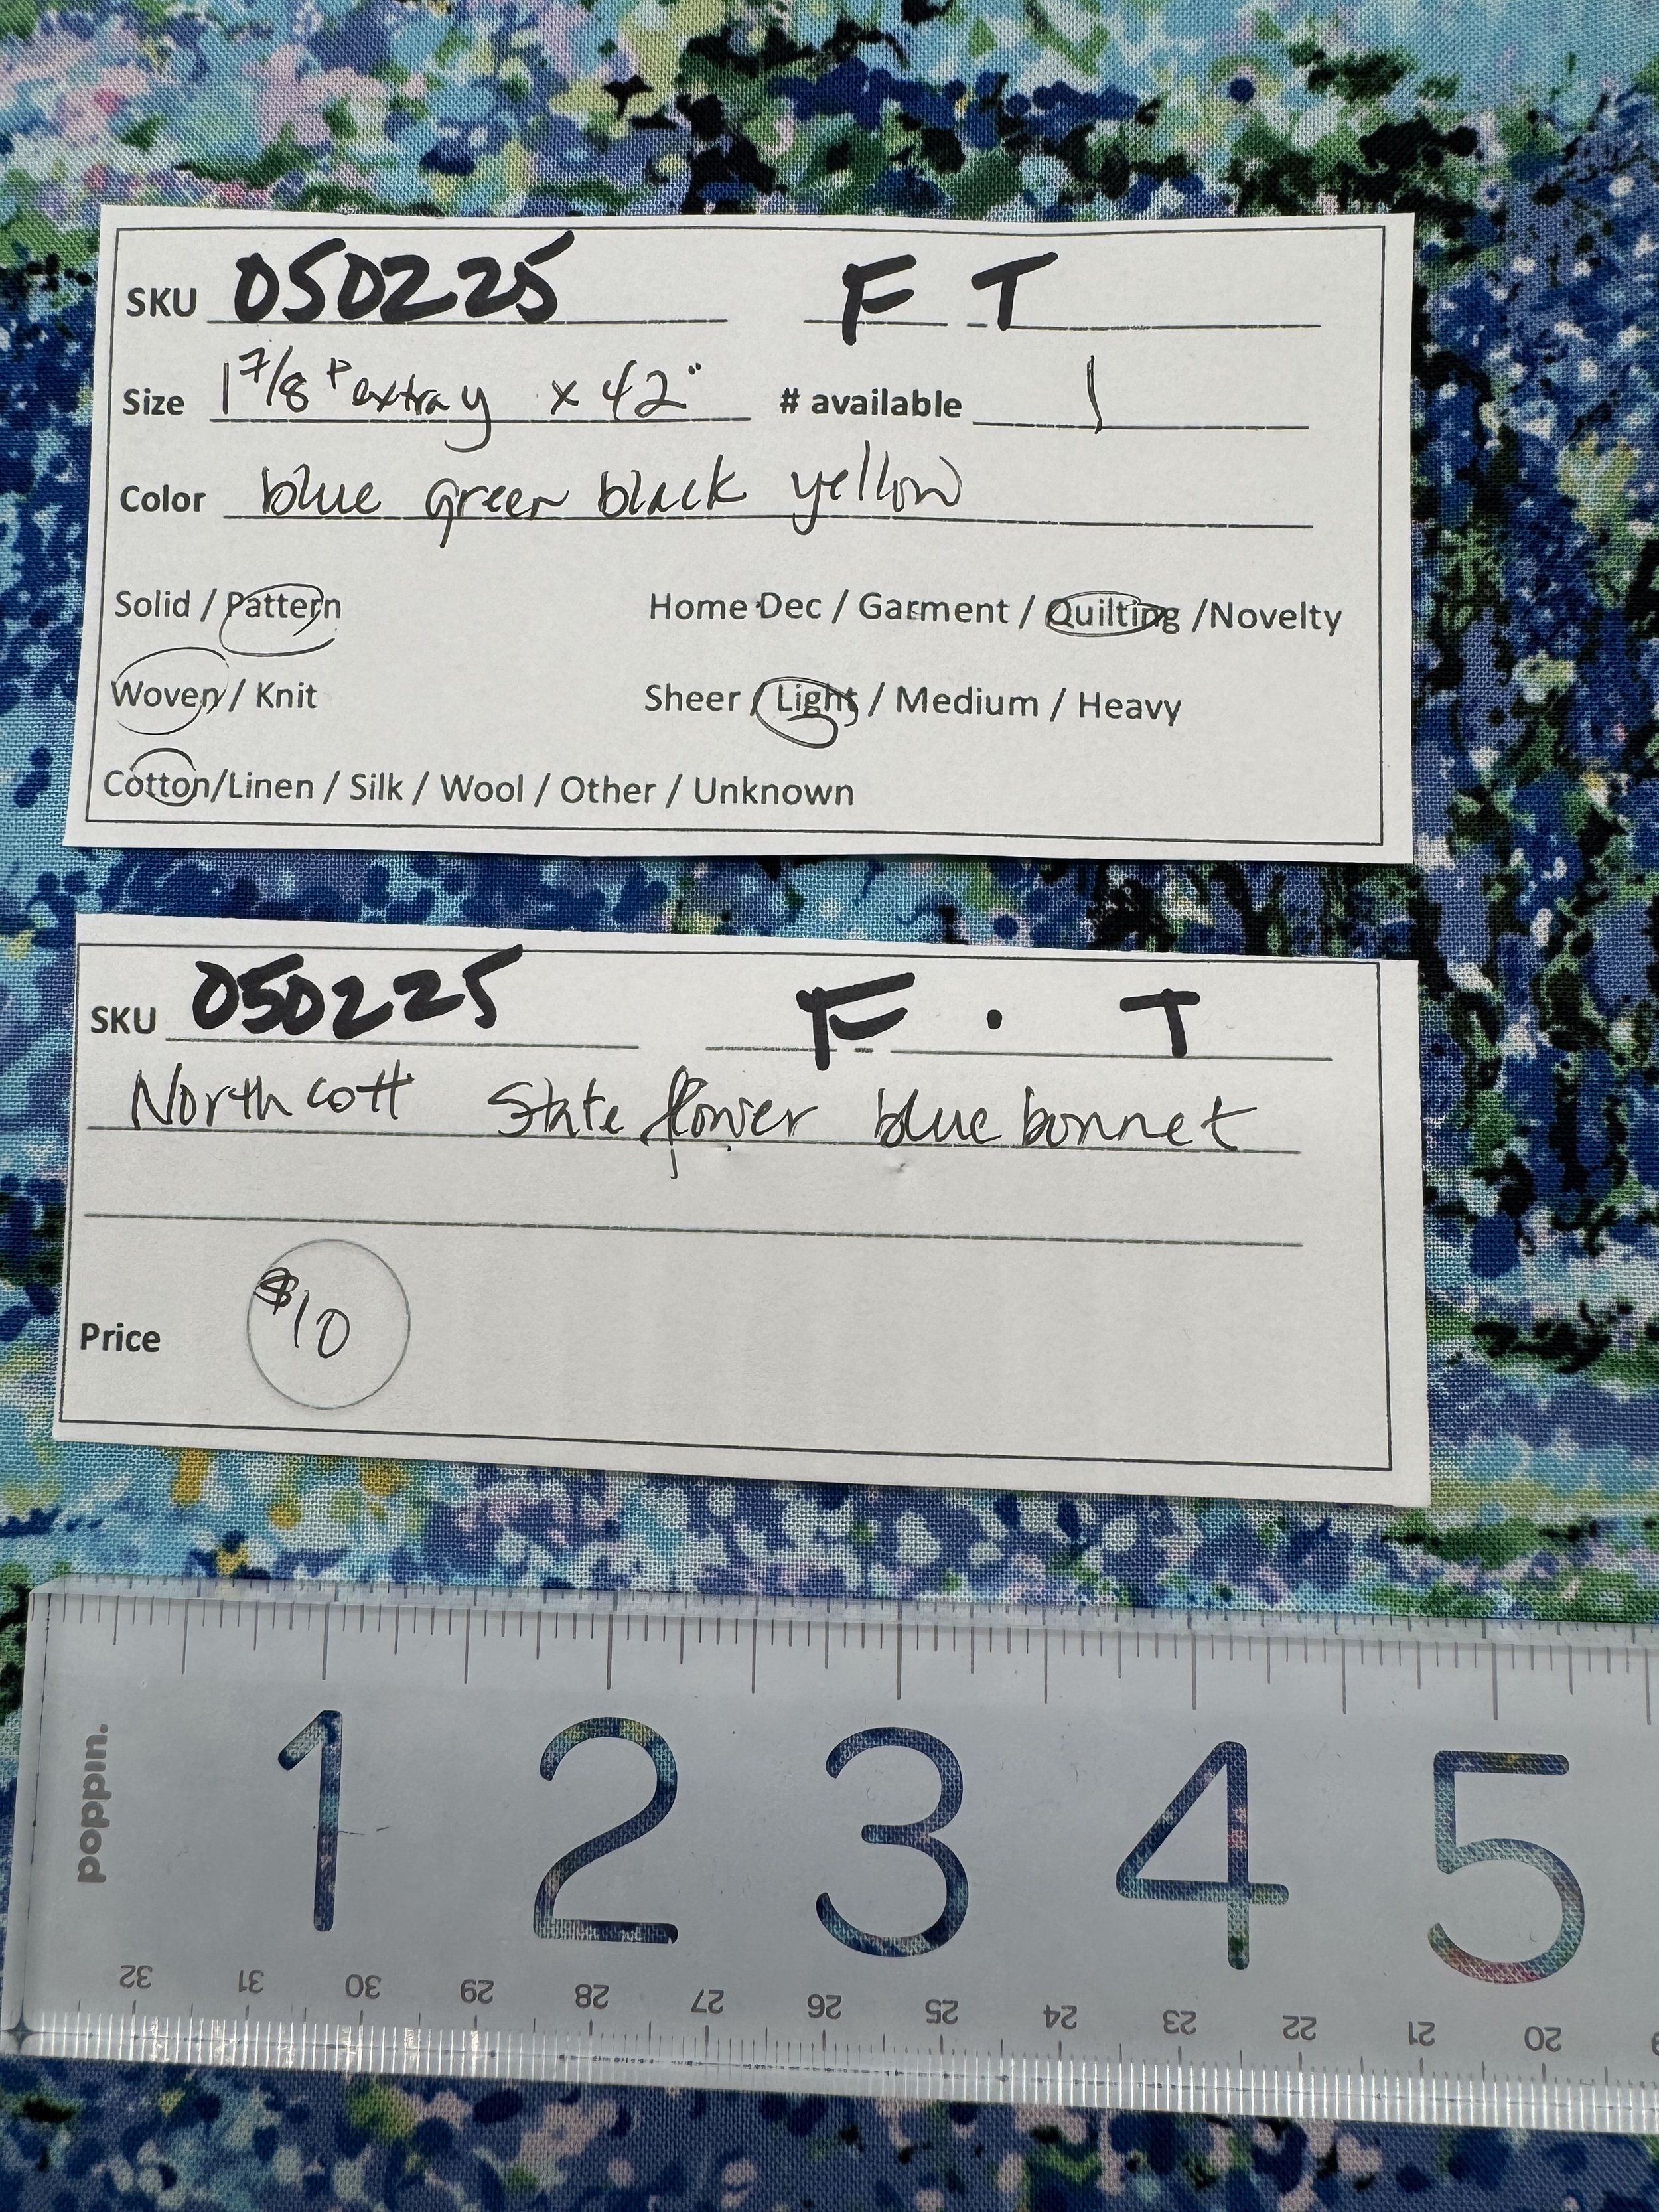 SKU 050225 F T
Size 1 7/8 + extra y x 42" # available 1
Color blue green black yellow
Solid / Pattern Home Dec / Garment / Quilting /Novelty
Woven / Knit Sheer / Light / Medium / Heavy
Cotton/Linen / Silk / Wool / Other / Unknown
SKU 050225 F . T
Northcott State flower blue bonnet
Price $10
poppin.
1 2 3 4 5
32 31 30 29 28 27 26 25 24 23 22 21 20